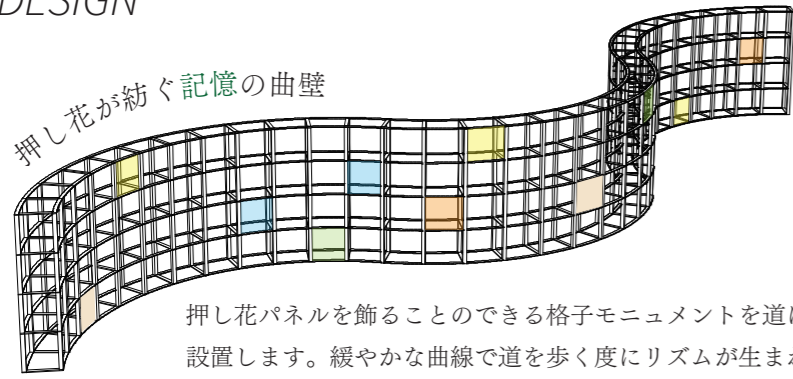 DESIGN
押し花が紡ぐ記憶の曲壁
押し花パネルを飾ることのできる格子モニュメントを道に
設置します。緩やかな曲線で道を歩く度にリズムが生まれ